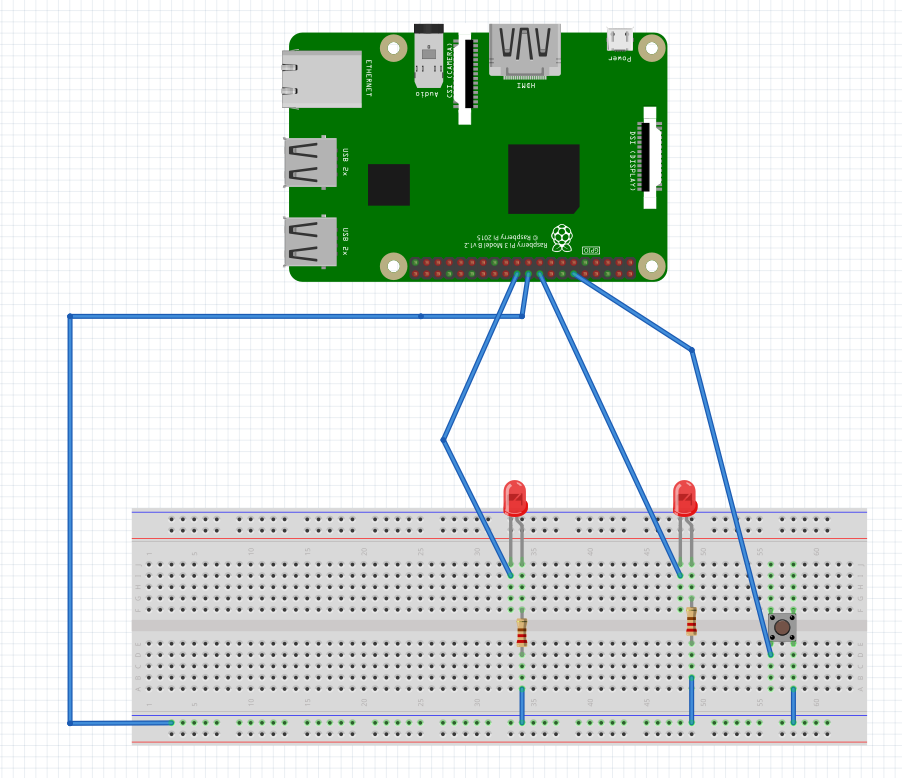 ETHERNET
Audio
CSI (CAMERA)
HDMI
Power
USB 2x
DSI (DISPLAY)
USB 2x
Raspberry Pi 3 Model B v1.2
© Raspberry Pi 2015
GPIO
1 5 10 15 20 25 30 35 40 45 50 55 60
J
I
H
G
F
E
D
C
B
A
1 5 10 15 20 25 30 35 40 45 50 55 60